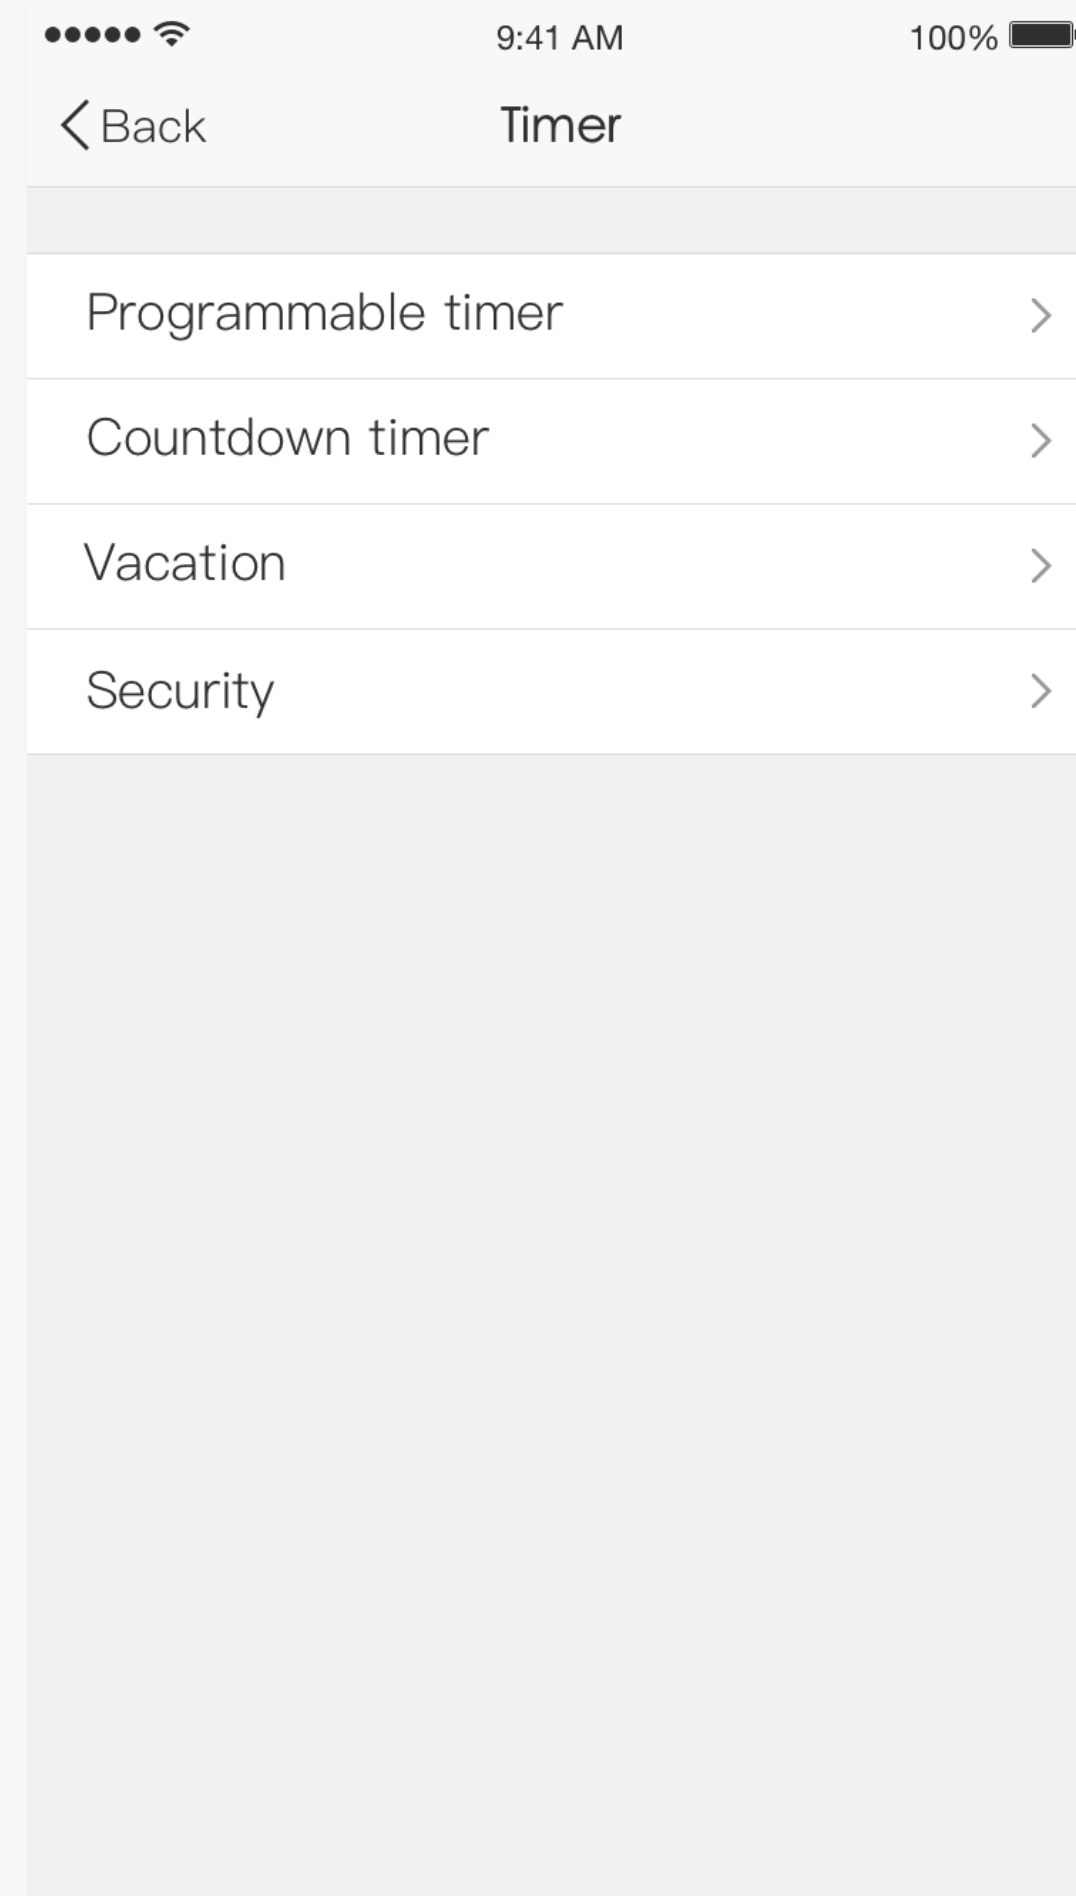 9:41 AM
100%
Back
Timer
Programmable timer
Countdown timer
Vacation
Security